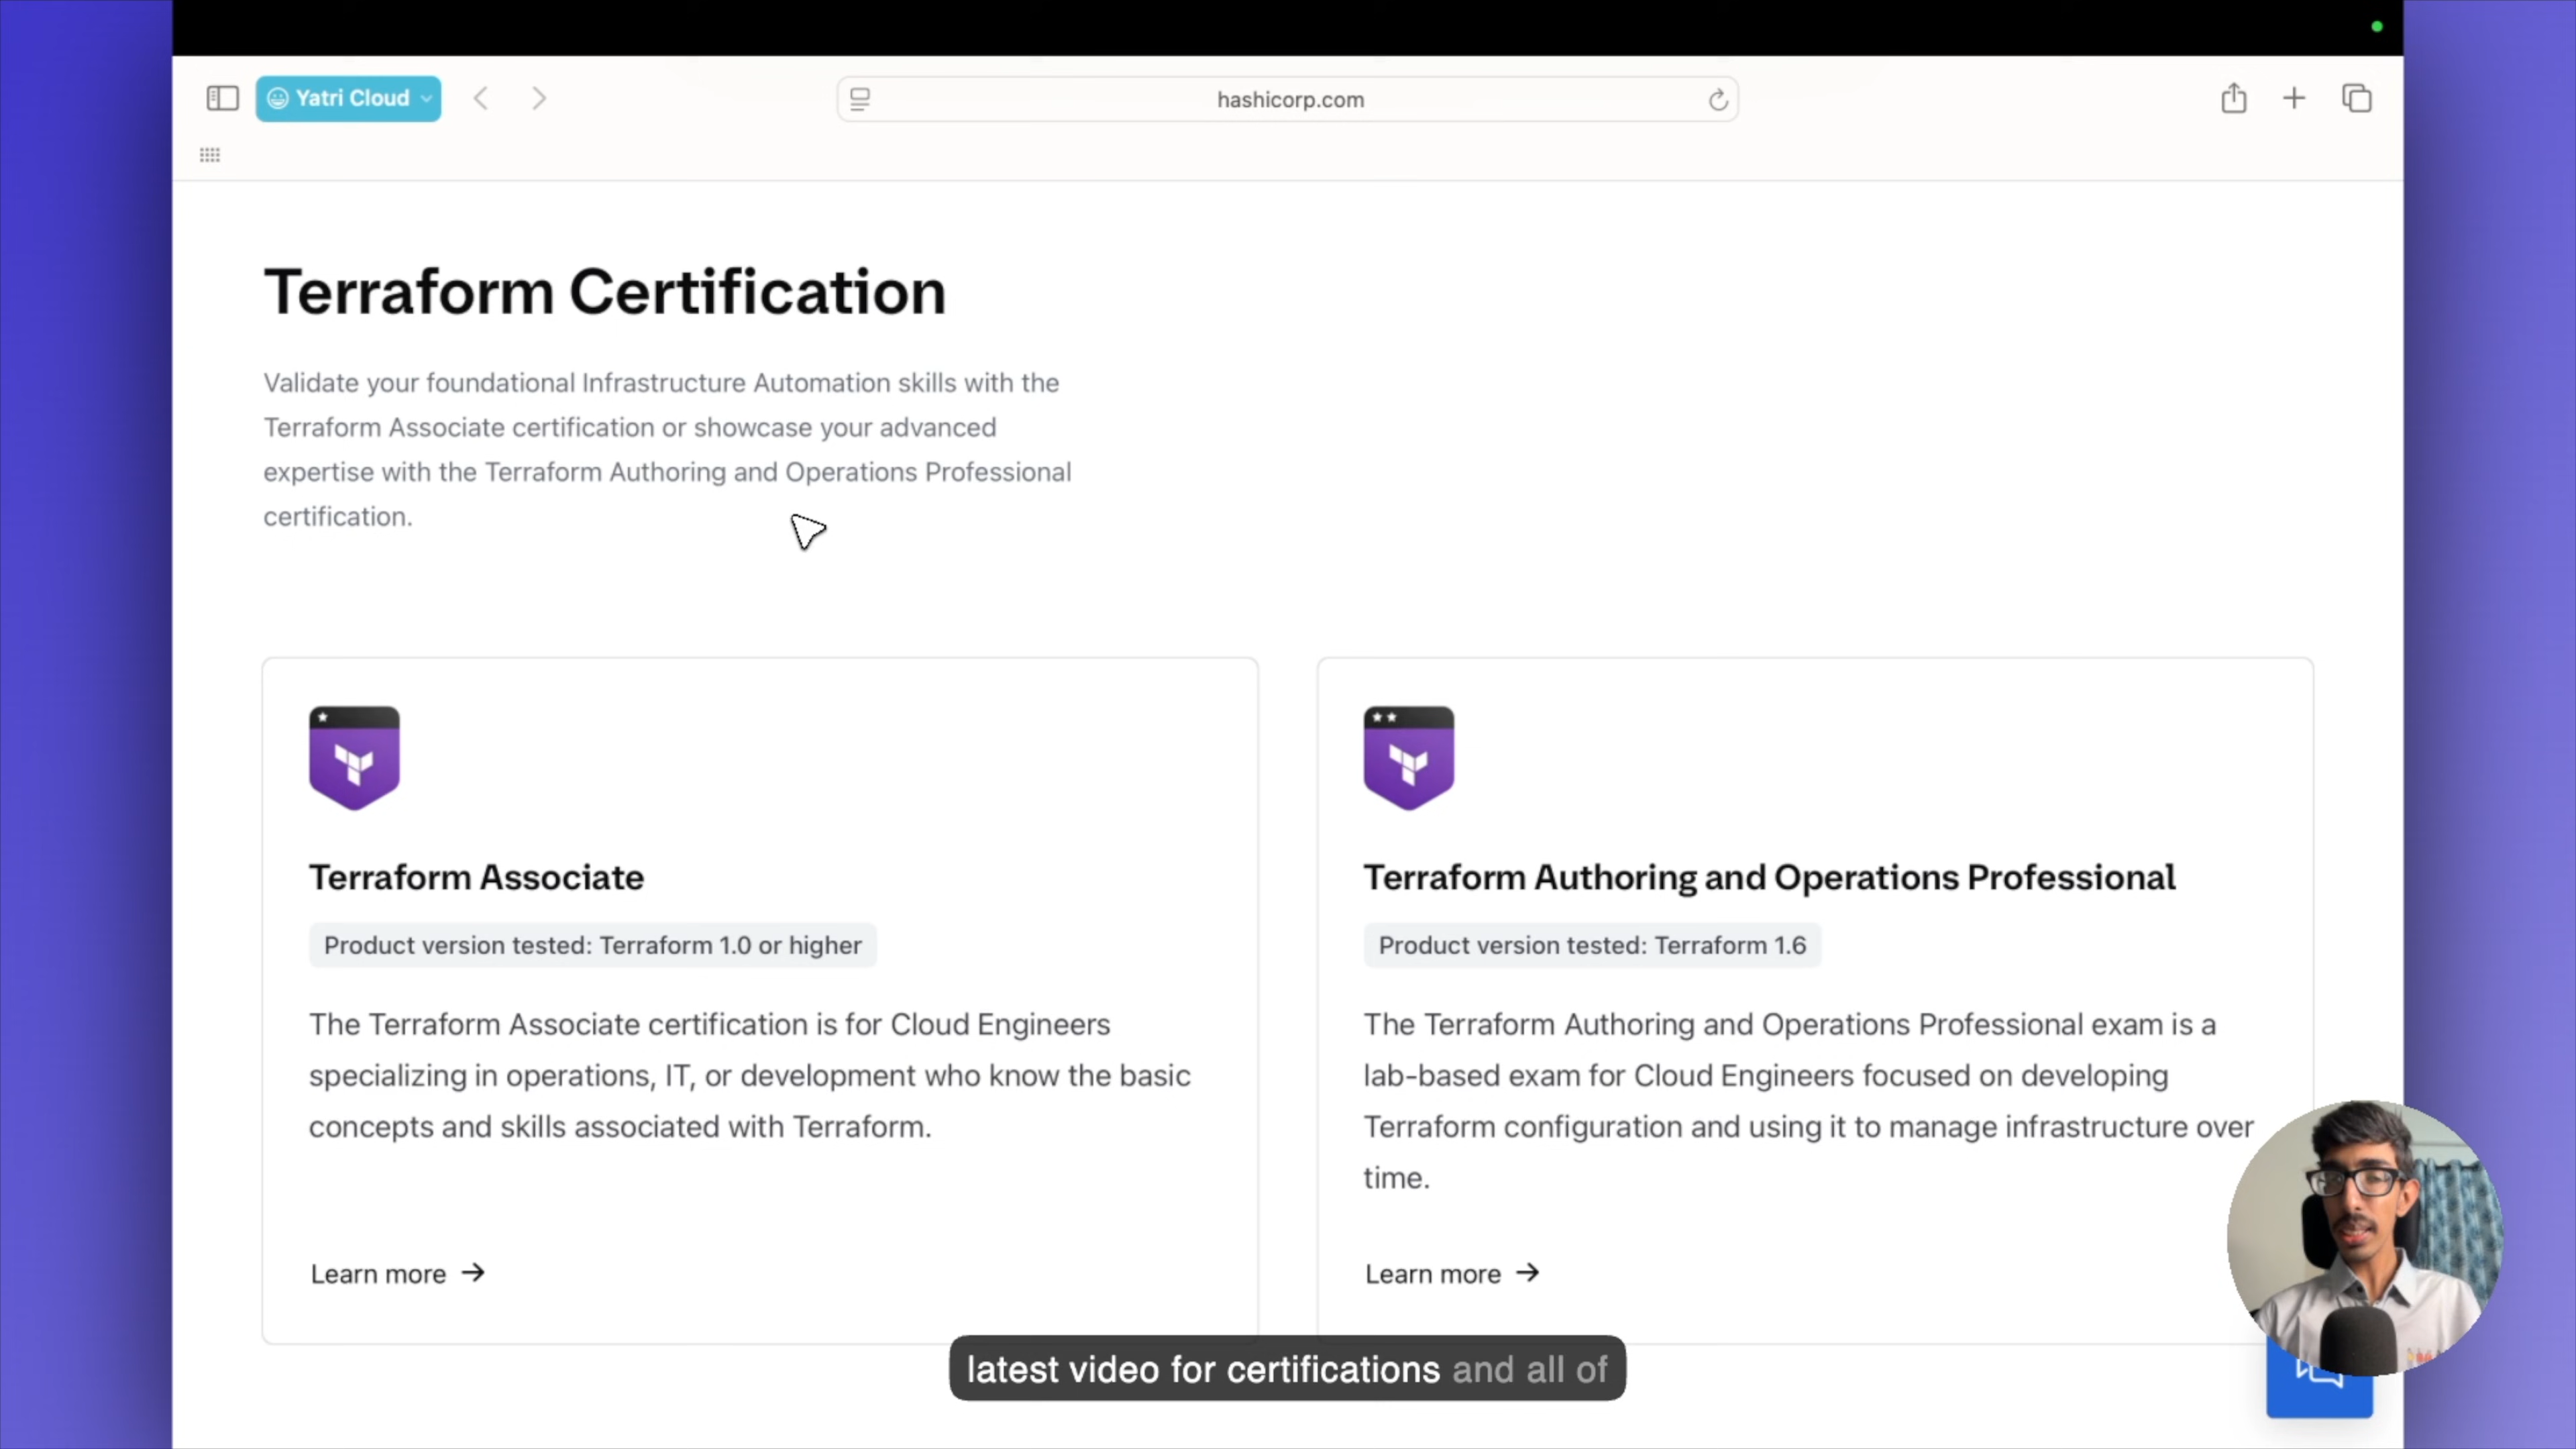 Yatri Cloud
hashicorp.com
Terraform Certification
Validate your foundational Infrastructure Automation skills with the
Terraform Associate certification or showcase your advanced
expertise with the Terraform Authoring and Operations Professional
certification.
Terraform Associate
Product version tested: Terraform 1.0 or higher
The Terraform Associate certification is for Cloud Engineers
specializing in operations, IT, or development who know the basic
concepts and skills associated with Terraform.
Learn more
Terraform Authoring and Operations Professional
Product version tested: Terraform 1.6
The Terraform Authoring and Operations Professional exam is a
lab-based exam for Cloud Engineers focused on developing
Terraform configuration and using it to manage infrastructure over
time.
Learn more
latest video for certifications and all of